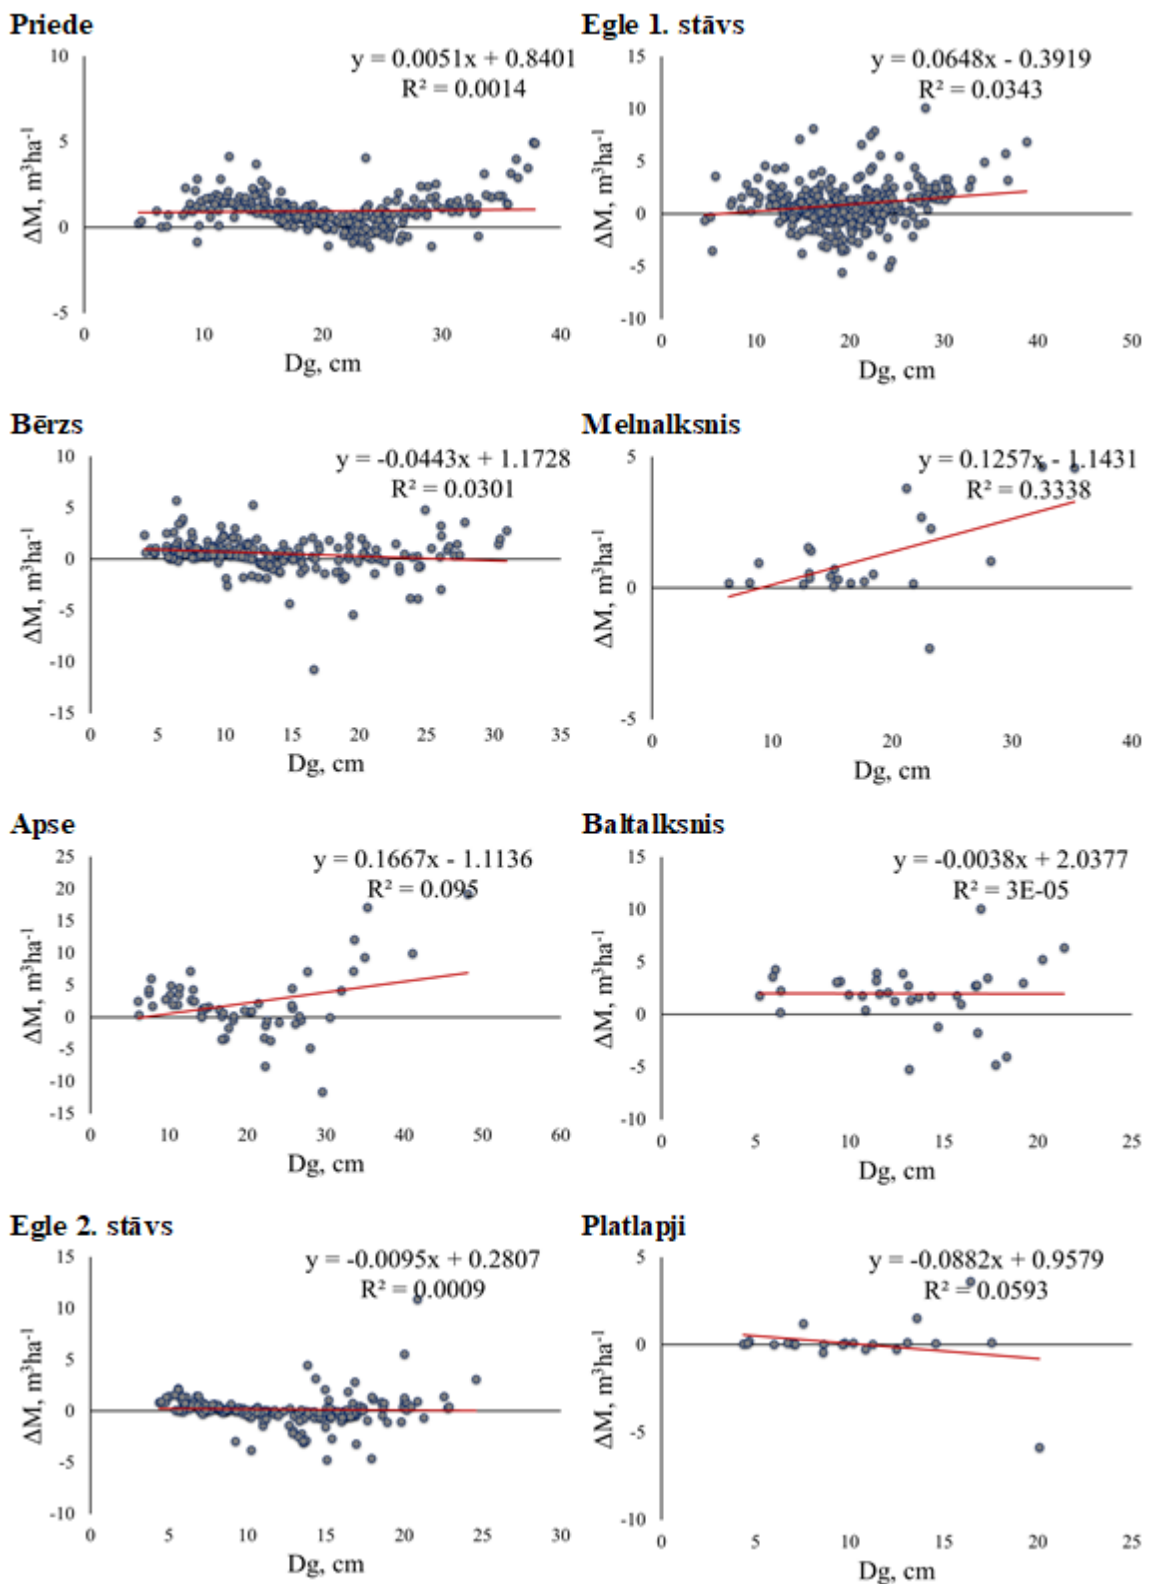 Priede
y = 0.0051x + 0.8401
R² = 0.0014
10
5
0
-5
0 10 20 30 40
ΔM, m³ha⁻¹
Dg, cm
Egle 1. stāvs
y = 0.0648x - 0.3919
R² = 0.0343
15
10
5
0
-5
-10
0 10 20 30 40 50
ΔM, m³ha⁻¹
Dg, cm
Bērzs
y = -0.0443x + 1.1728
R² = 0.0301
10
5
0
-5
-10
-15
0 5 10 15 20 25 30 35
ΔM, m³ha⁻¹
Dg, cm
Melnalksnis
y = 0.1257x - 1.1431
R² = 0.3338
5
0
-5
0 10 20 30 40
ΔM, m³ha⁻¹
Dg, cm
Apse
y = 0.1667x - 1.1136
R² = 0.095
25
20
15
10
5
0
-5
-10
-15
0 10 20 30 40 50 60
ΔM, m³ha⁻¹
Dg, cm
Baltalksnis
y = -0.0038x + 2.0377
R² = 3E-05
15
10
5
0
-5
-10
0 5 10 15 20 25
ΔM, m³ha⁻¹
Dg, cm
Egle 2. stāvs
y = -0.0095x + 0.2807
R² = 0.0009
15
10
5
0
-5
-10
0 5 10 15 20 25 30
ΔM, m³ha⁻¹
Dg, cm
Platlapji
y = -0.0882x + 0.9579
R² = 0.0593
5
0
-5
-10
0 5 10 15 20 25
ΔM, m³ha⁻¹
Dg, cm